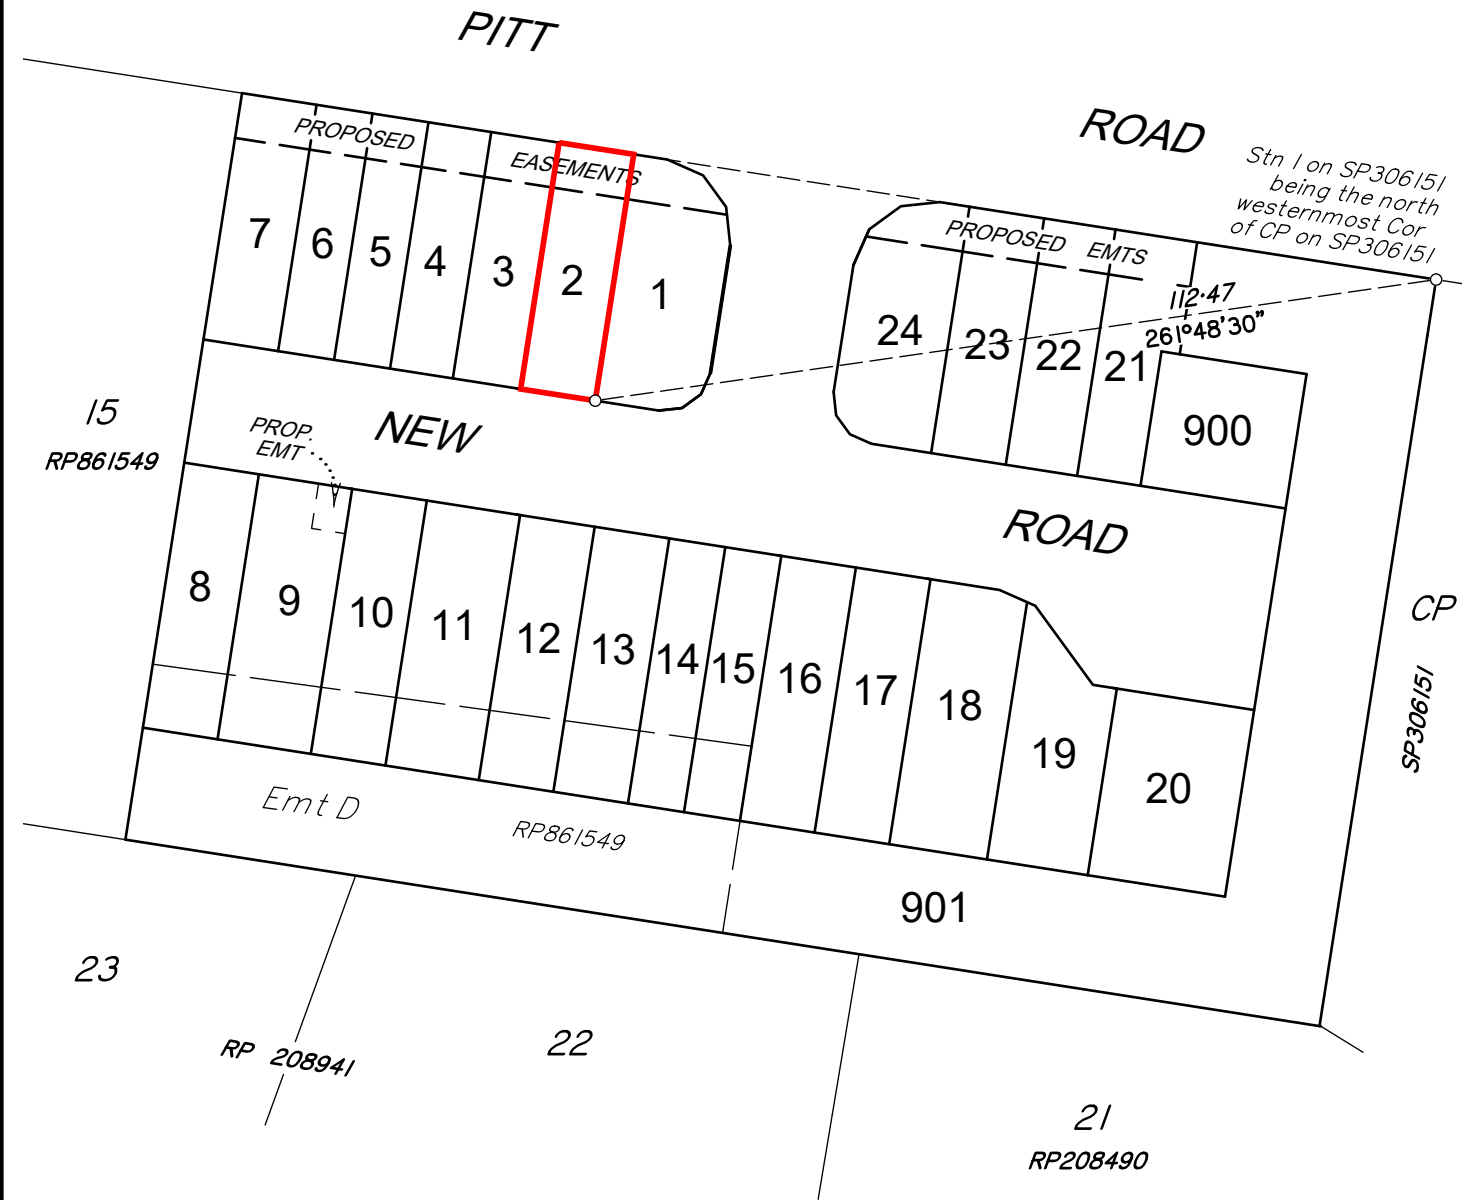 PITT
ROAD
Stn 1 on SP306151
being the north
westernmost Cor
of CP on SP306151
PROPOSED
EASEMENTS
PROPOSED EMTS
7
6
5
4
3
2
1
24
23
22
21
112·47
261°48'30"
900
15
RP861549
PROP.
EMT
NEW
ROAD
8
9
10
11
12
13
14
15
16
17
18
19
20
CP
SP306151
Emt D
RP861549
901
23
RP 208941
22
21
RP208490